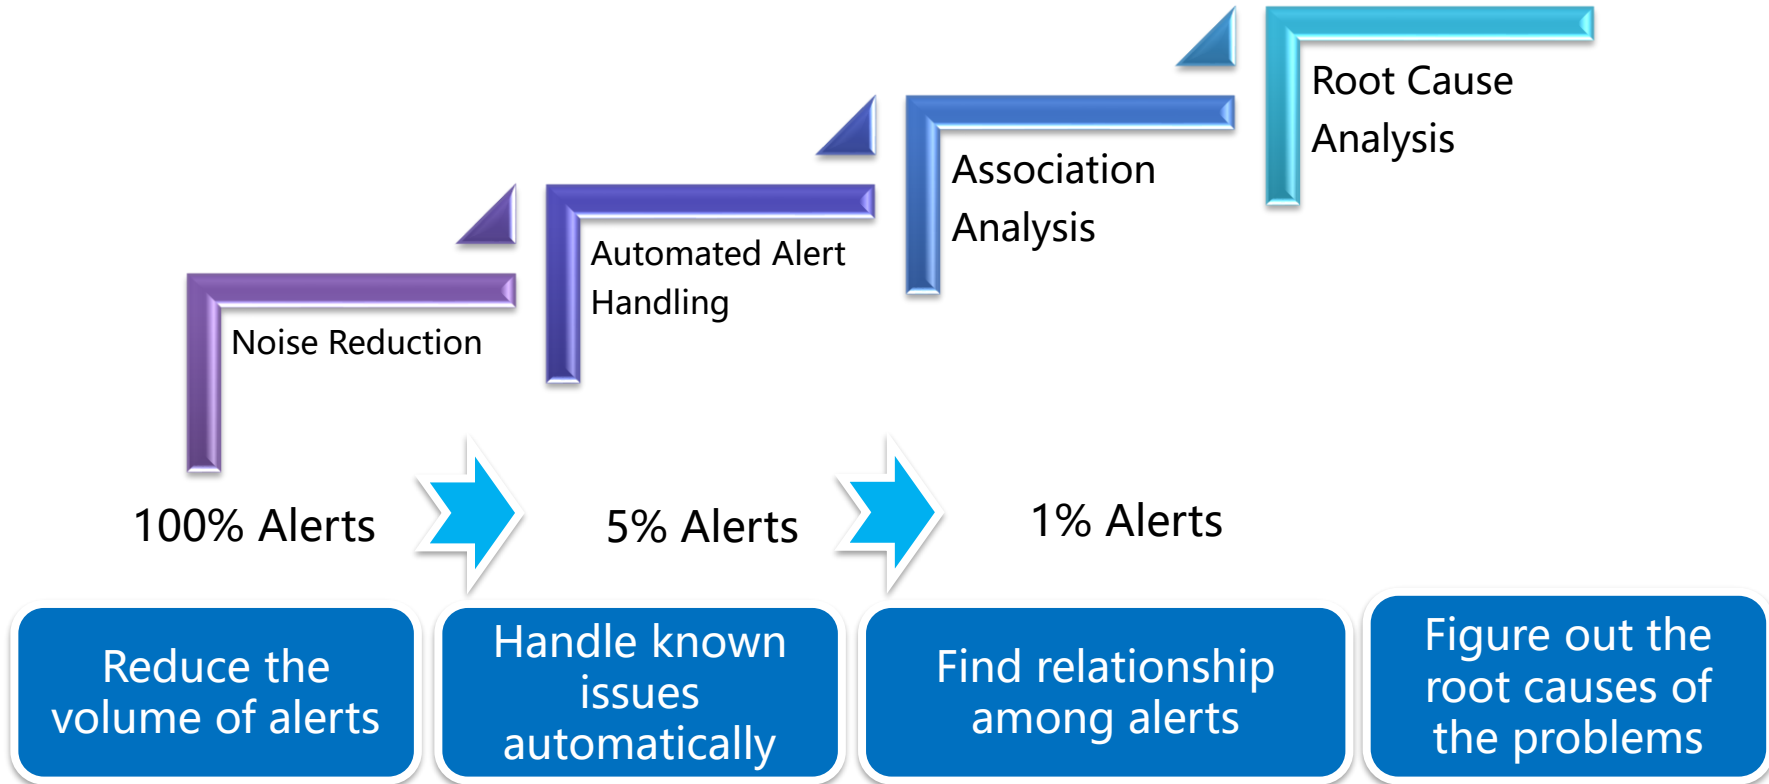 Root Cause
Analysis
Association
Analysis
Automated Alert
Handling
Noise Reduction
100% Alerts
5% Alerts
1% Alerts
Reduce the
volume of alerts
Handle known
issues
automatically
Find relationship
among alerts
Figure out the
root causes of
the problems